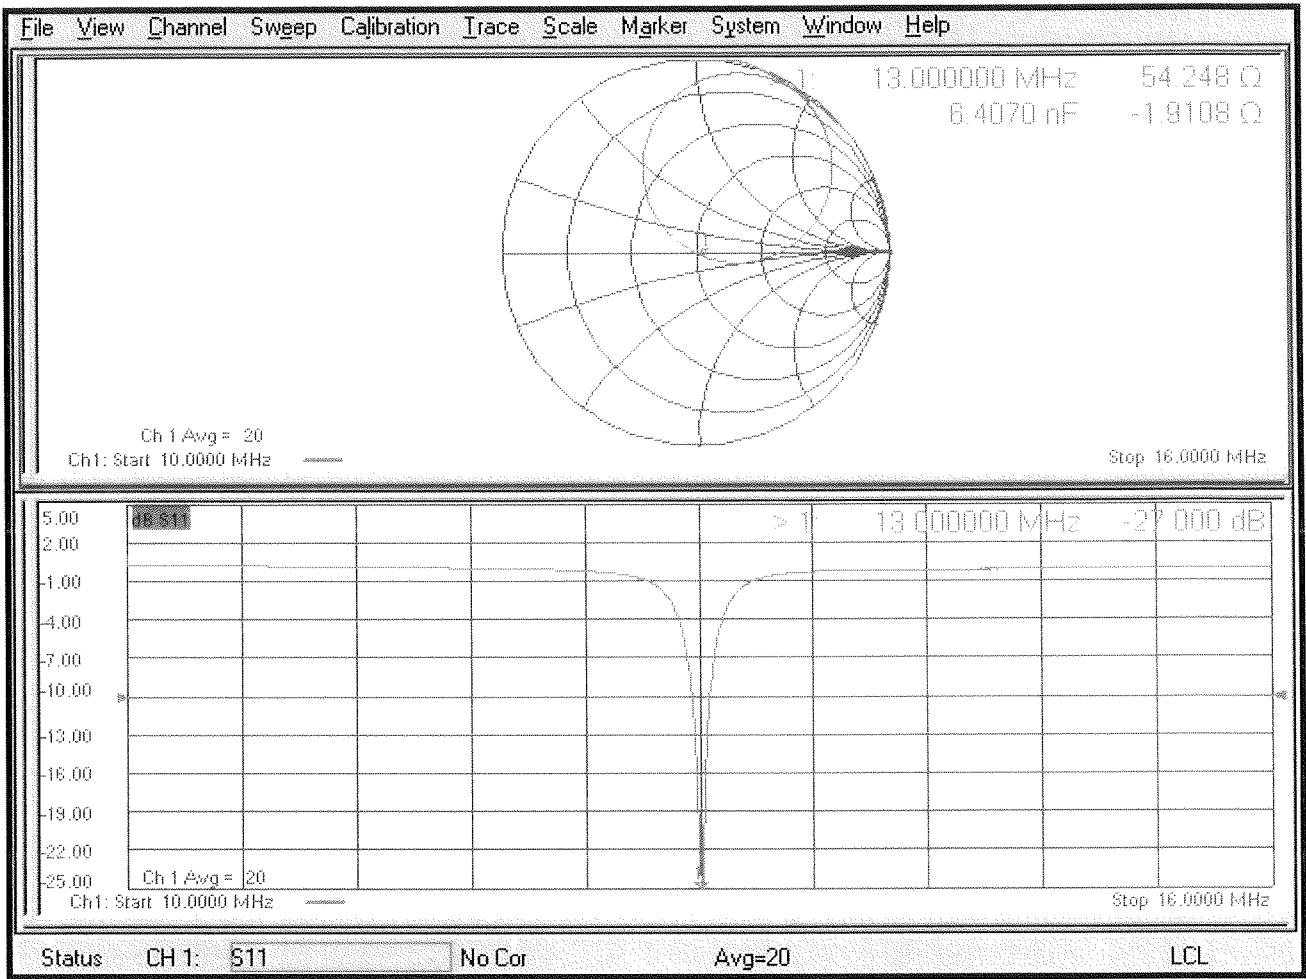 File View Channel Sweep Calibration Trace Scale Marker System Window Help
> 1: 13.000000 MHz 54.248 Ω
6.4070 nF -1.9108 Ω
Ch 1 Avg = 20
Ch1: Start 10.0000 MHz
Stop 16.0000 MHz
5.00
dB S11
> 1: 13.000000 MHz -27.000 dB
2.00
-1.00
-4.00
-7.00
-10.00
-13.00
-16.00
-19.00
-22.00
-25.00
Ch 1 Avg = 20
Ch1: Start 10.0000 MHz
Stop 16.0000 MHz
Status CH 1: S11 No Cor Avg=20 LCL